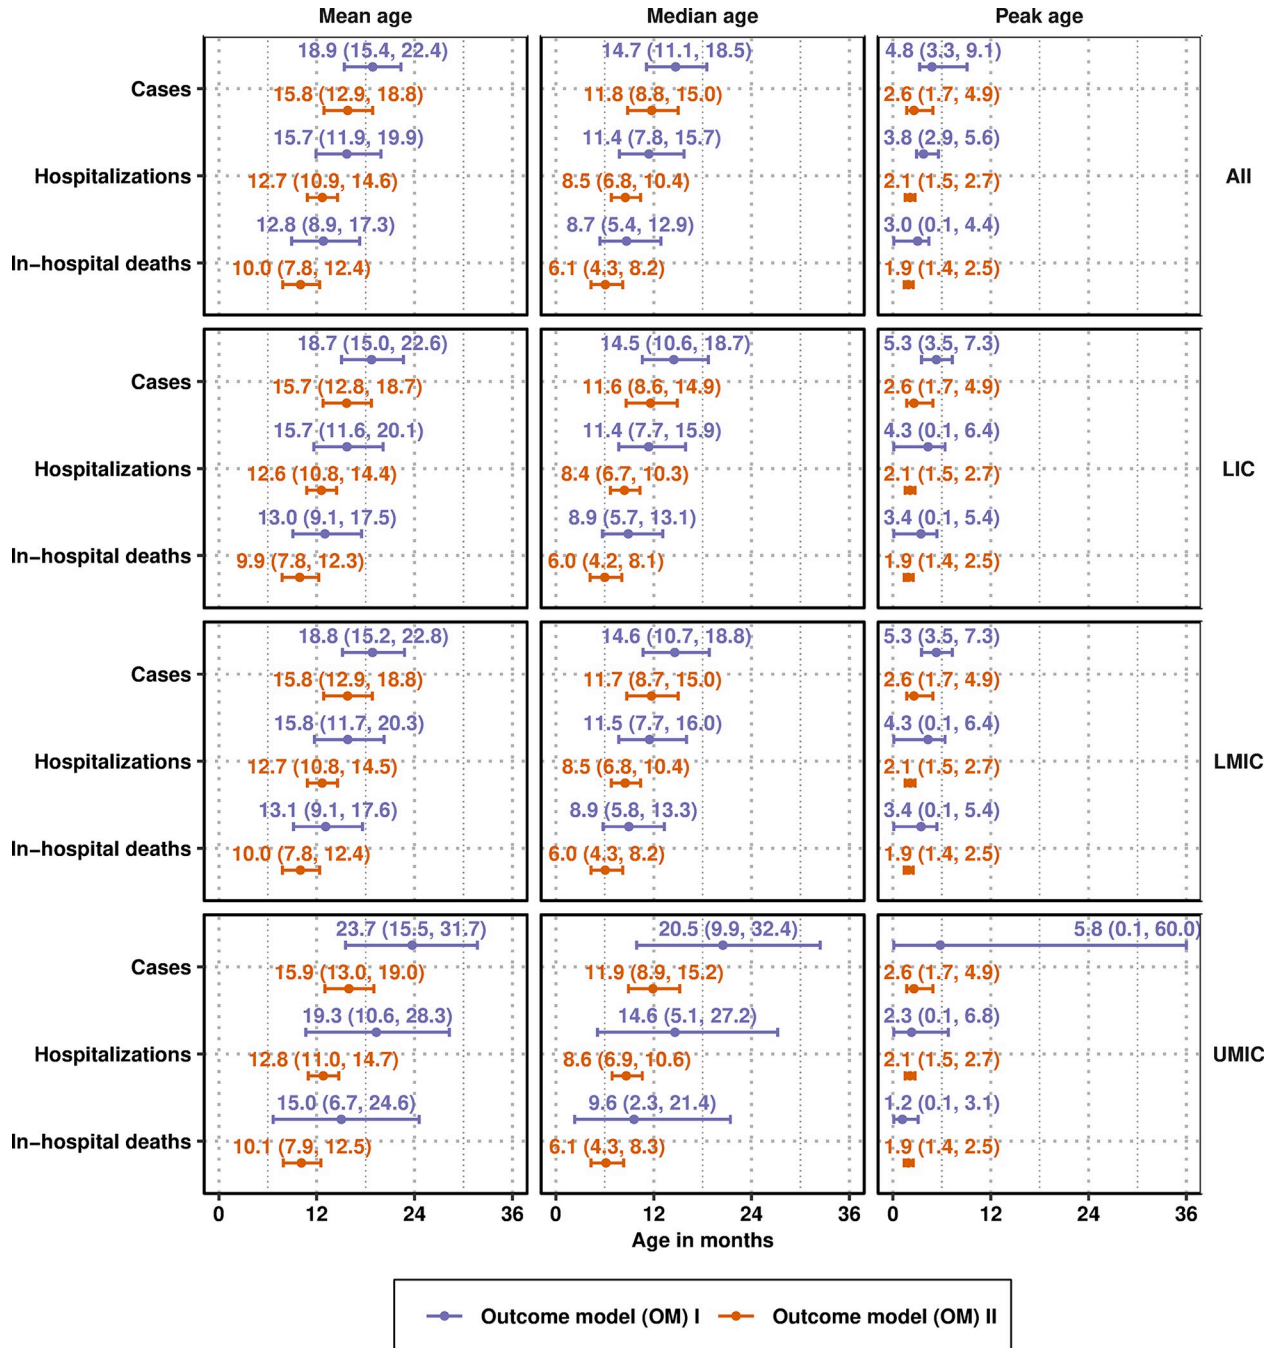 Mean age
Median age
Peak age
18.9 (15.4, 22.4)
14.7 (11.1, 18.5)
4.8 (3.3, 9.1)
Cases
15.8 (12.9, 18.8)
11.8 (8.8, 15.0)
2.6 (1.7, 4.9)
15.7 (11.9, 19.9)
11.4 (7.8, 15.7)
3.8 (2.9, 5.6)
Hospitalizations
All
12.7 (10.9, 14.6)
8.5 (6.8, 10.4)
2.1 (1.5, 2.7)
12.8 (8.9, 17.3)
8.7 (5.4, 12.9)
3.0 (0.1, 4.4)
In−hospital deaths
10.0 (7.8, 12.4)
6.1 (4.3, 8.2)
1.9 (1.4, 2.5)
18.7 (15.0, 22.6)
14.5 (10.6, 18.7)
5.3 (3.5, 7.3)
Cases
15.7 (12.8, 18.7)
11.6 (8.6, 14.9)
2.6 (1.7, 4.9)
15.7 (11.6, 20.1)
11.4 (7.7, 15.9)
4.3 (0.1, 6.4)
Hospitalizations
LIC
12.6 (10.8, 14.4)
8.4 (6.7, 10.3)
2.1 (1.5, 2.7)
13.0 (9.1, 17.5)
8.9 (5.7, 13.1)
3.4 (0.1, 5.4)
In−hospital deaths
9.9 (7.8, 12.3)
6.0 (4.2, 8.1)
1.9 (1.4, 2.5)
18.8 (15.2, 22.8)
14.6 (10.7, 18.8)
5.3 (3.5, 7.3)
Cases
15.8 (12.9, 18.8)
11.7 (8.7, 15.0)
2.6 (1.7, 4.9)
15.8 (11.7, 20.3)
11.5 (7.7, 16.0)
4.3 (0.1, 6.4)
Hospitalizations
LMIC
12.7 (10.8, 14.5)
8.5 (6.8, 10.4)
2.1 (1.5, 2.7)
13.1 (9.1, 17.6)
8.9 (5.8, 13.3)
3.4 (0.1, 5.4)
In−hospital deaths
10.0 (7.8, 12.4)
6.0 (4.3, 8.2)
1.9 (1.4, 2.5)
23.7 (15.5, 31.7)
20.5 (9.9, 32.4)
5.8 (0.1, 60.0)
Cases
15.9 (13.0, 19.0)
11.9 (8.9, 15.2)
2.6 (1.7, 4.9)
19.3 (10.6, 28.3)
14.6 (5.1, 27.2)
2.3 (0.1, 6.8)
Hospitalizations
UMIC
12.8 (11.0, 14.7)
8.6 (6.9, 10.6)
2.1 (1.5, 2.7)
15.0 (6.7, 24.6)
9.6 (2.3, 21.4)
1.2 (0.1, 3.1)
In−hospital deaths
10.1 (7.9, 12.5)
6.1 (4.3, 8.3)
1.9 (1.4, 2.5)
0 12 24 36
0 12 24 36
0 12 24 36
Age in months
Outcome model (OM) I
Outcome model (OM) II